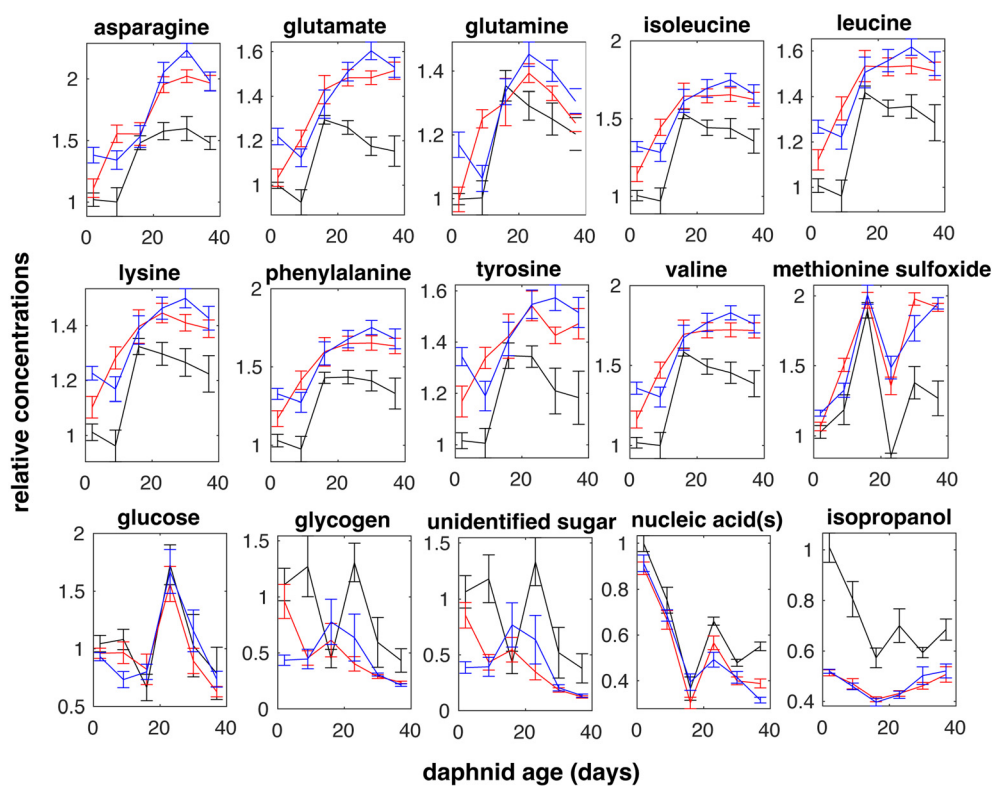 asparagine glutamate glutamine isoleucine leucine
2 1.6 1.4 2 1.6
1.5 1.4 1.2 1.5 1.4
1 1.2 1 1 1.2
1 1
0 20 40 0 20 40 0 20 40 0 20 40 0 20 40
lysine phenylalanine tyrosine valine methionine sulfoxide
1.4 2 1.6 2 2
1.2 1.5 1.4 1.5 1.5
1 1 1.2 1 1
1
0 20 40 0 20 40 0 20 40 0 20 40 0 20 40
glucose glycogen unidentified sugar nucleic acid(s) isopropanol
2 1.5 1.5 1 1
1.5 1 1 0.8 0.8
1 0.5 0.5 0.6 0.6
0.5 0 0 0.4 0.4
0 20 40 0 20 40 0 20 40 0 20 40 0 20 40
relative concentrations
daphnid age (days)